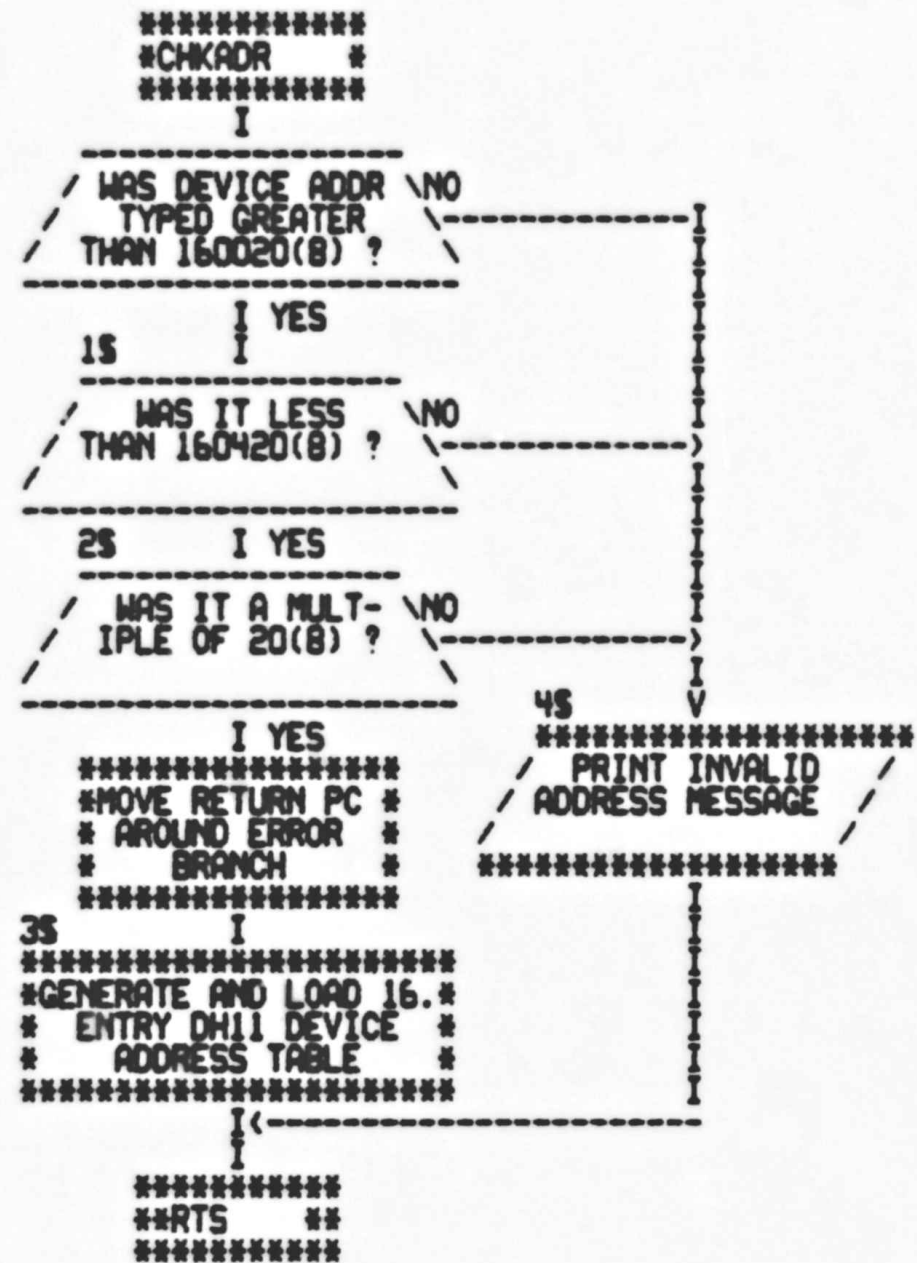 *************
*CHKADR *
*************
I
-----------------
/ WAS DEVICE ADDR \NO
/ TYPED GREATER \--------------I
/ THAN 160020(8) ? \ I
------------------------
I YES
1$ I
-----------------
/ WAS IT LESS \NO
/ THAN 160420(8) ? \-------------->
/ \
------------------------
2$ I YES
-----------------
/ WAS IT A MULT- \NO
/ IPLE OF 20(8) ? \-------------->
/ \ I
------------------------ 4$ V
I YES ********************
***************** / PRINT INVALID /
*MOVE RETURN PC * / ADDRESS MESSAGE /
* AROUND ERROR * / /
* BRANCH * *******************
***************** I
3$ I
***********************
*GENERATE AND LOAD 16.*
* ENTRY DH11 DEVICE *
* ADDRESS TABLE *
***********************
I<-----------------------
I
***********
**RTS **
***********